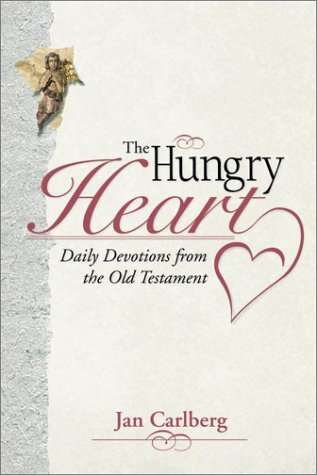 The Hungry
Heart
Daily Devotions from
the Old Testament
Jan Carlberg